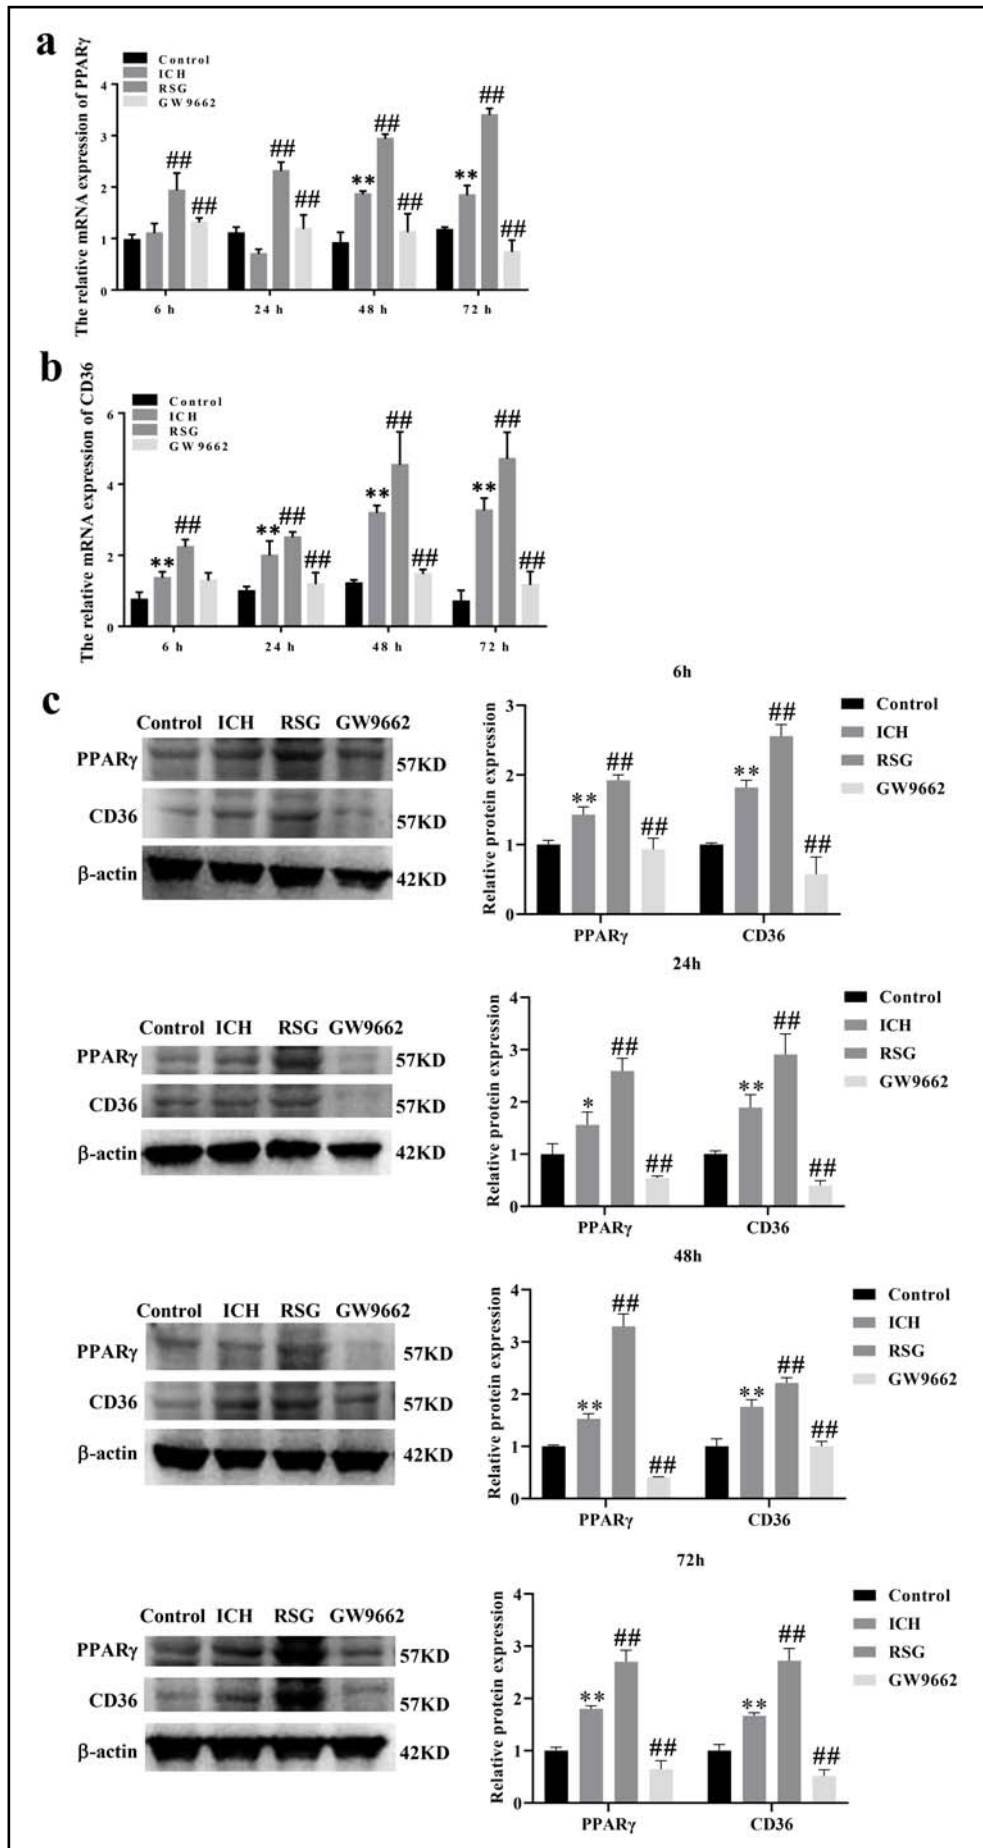 a
Control
ICH
RSG
GW9662
The relative mRNA expression of PPARγ
4
3
2
1
0
##
##
##
##
**
##
##
**
##
##
6 h
24 h
48 h
72 h
b
Control
ICH
RSG
GW9662
The relative mRNA expression of CD36
6
4
2
0
**
##
**
##
##
**
##
##
**
##
##
6 h
24 h
48 h
72 h
c
Control ICH RSG GW9662
PPARγ
57KD
CD36
57KD
β-actin
42KD
6h
Relative protein expression
3
2
1
0
**
##
##
**
##
##
PPARγ
CD36
Control
ICH
RSG
GW9662
Control ICH RSG GW9662
PPARγ
57KD
CD36
57KD
β-actin
42KD
24h
Relative protein expression
4
3
2
1
0
*
##
##
**
##
##
PPARγ
CD36
Control
ICH
RSG
GW9662
Control ICH RSG GW9662
PPARγ
57KD
CD36
57KD
β-actin
42KD
48h
Relative protein expression
4
3
2
1
0
**
##
##
**
##
##
PPARγ
CD36
Control
ICH
RSG
GW9662
Control ICH RSG GW9662
PPARγ
57KD
CD36
57KD
β-actin
42KD
72h
Relative protein expression
4
3
2
1
0
**
##
##
**
##
##
PPARγ
CD36
Control
ICH
RSG
GW9662